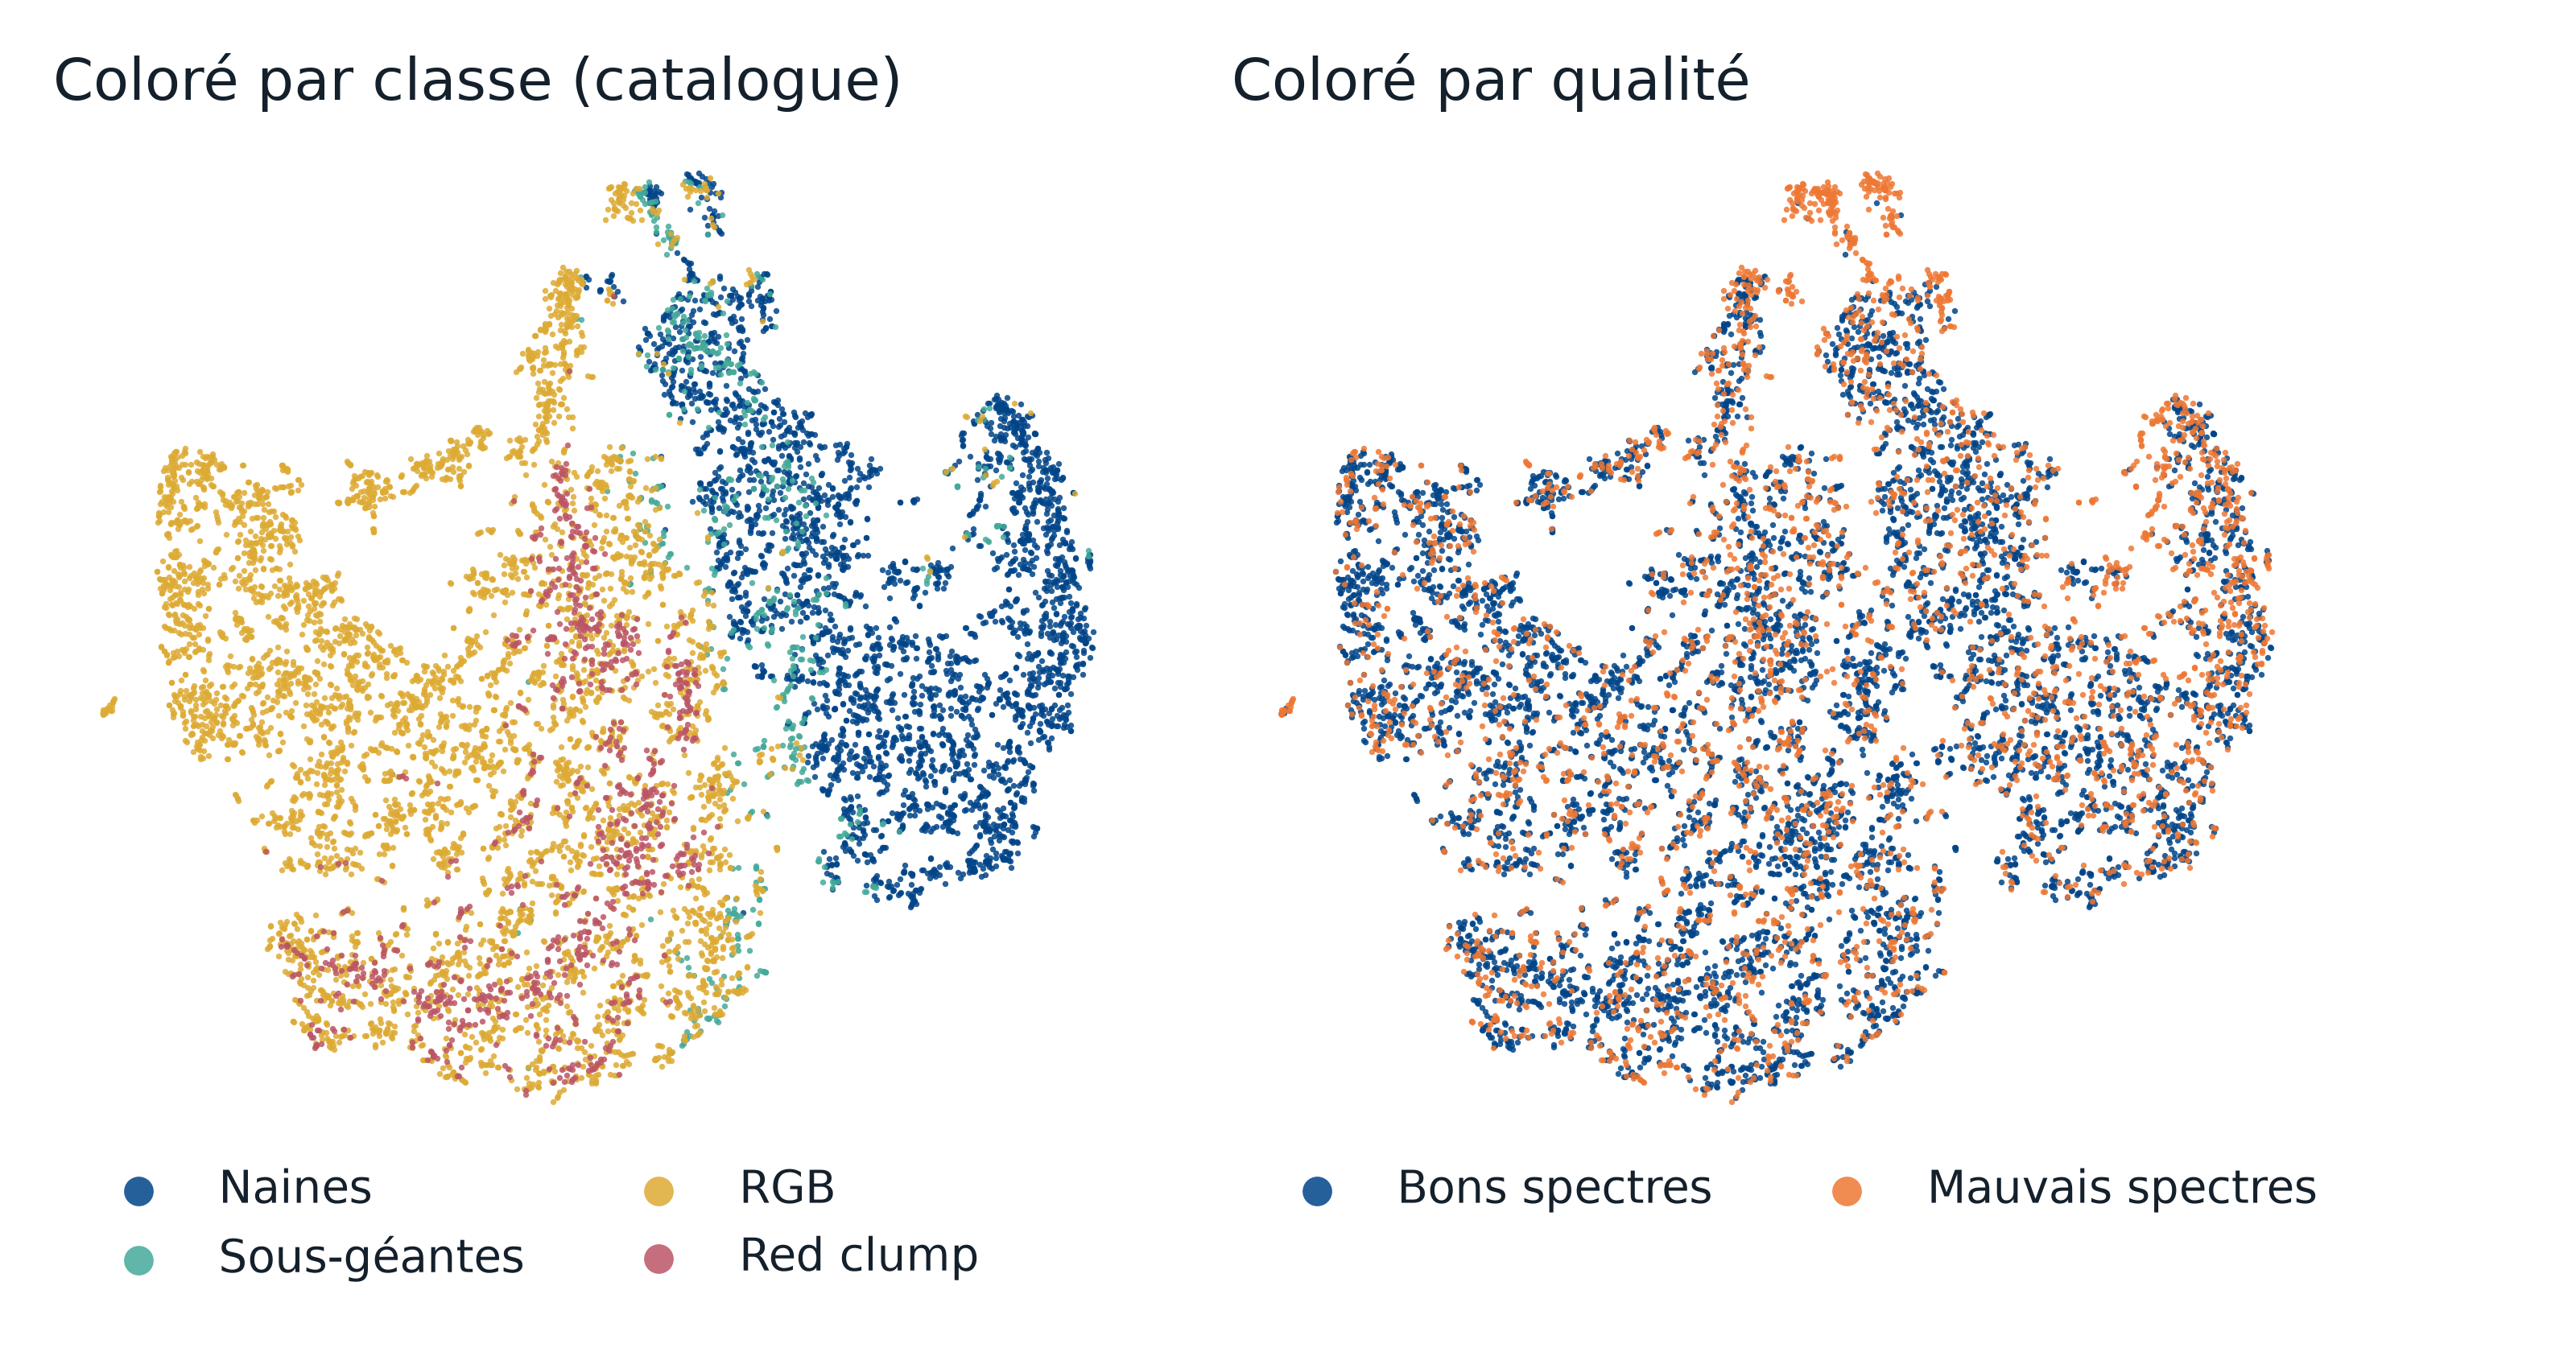 Coloré par classe (catalogue)
Coloré par qualité
Naines
RGB
Sous-géantes
Red clump
Bons spectres
Mauvais spectres